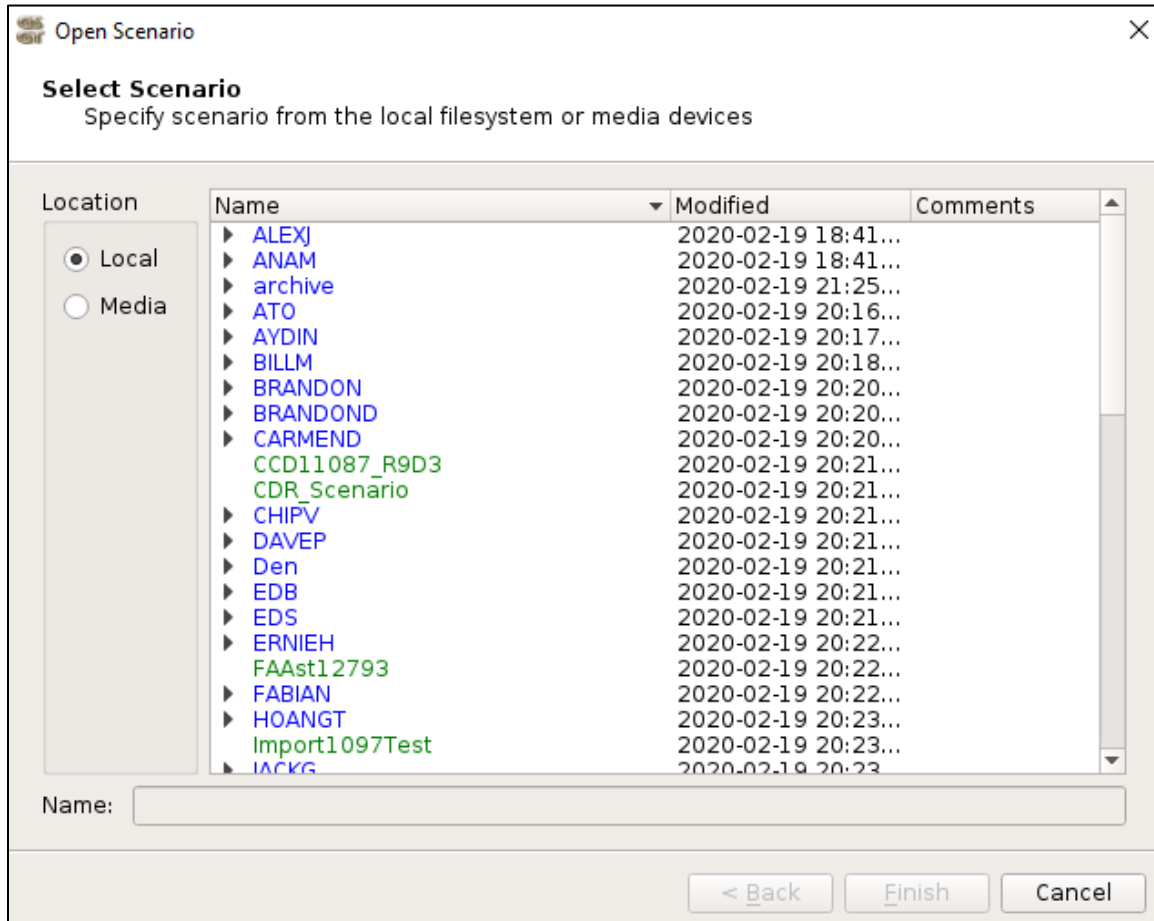 Open Scenario
Select Scenario
Specify scenario from the local filesystem or media devices
Location
Local
Media
Name Modified Comments
ALEXJ 2020-02-19 18:41...
ANAM 2020-02-19 18:41...
archive 2020-02-19 21:25...
ATO 2020-02-19 20:16...
AYDIN 2020-02-19 20:17...
BILLM 2020-02-19 20:18...
BRANDON 2020-02-19 20:20...
BRANDOND 2020-02-19 20:20...
CARMEND 2020-02-19 20:20...
CCD11087_R9D3 2020-02-19 20:21...
CDR_Scenario 2020-02-19 20:21...
CHIPV 2020-02-19 20:21...
DAVEP 2020-02-19 20:21...
Den 2020-02-19 20:21...
EDB 2020-02-19 20:21...
EDS 2020-02-19 20:21...
ERNIEH 2020-02-19 20:22...
FAAst12793 2020-02-19 20:22...
FABIAN 2020-02-19 20:22...
HOANGT 2020-02-19 20:23...
Import1097Test 2020-02-19 20:23...
2020-02-19 20:23
Name:
< Back Finish Cancel